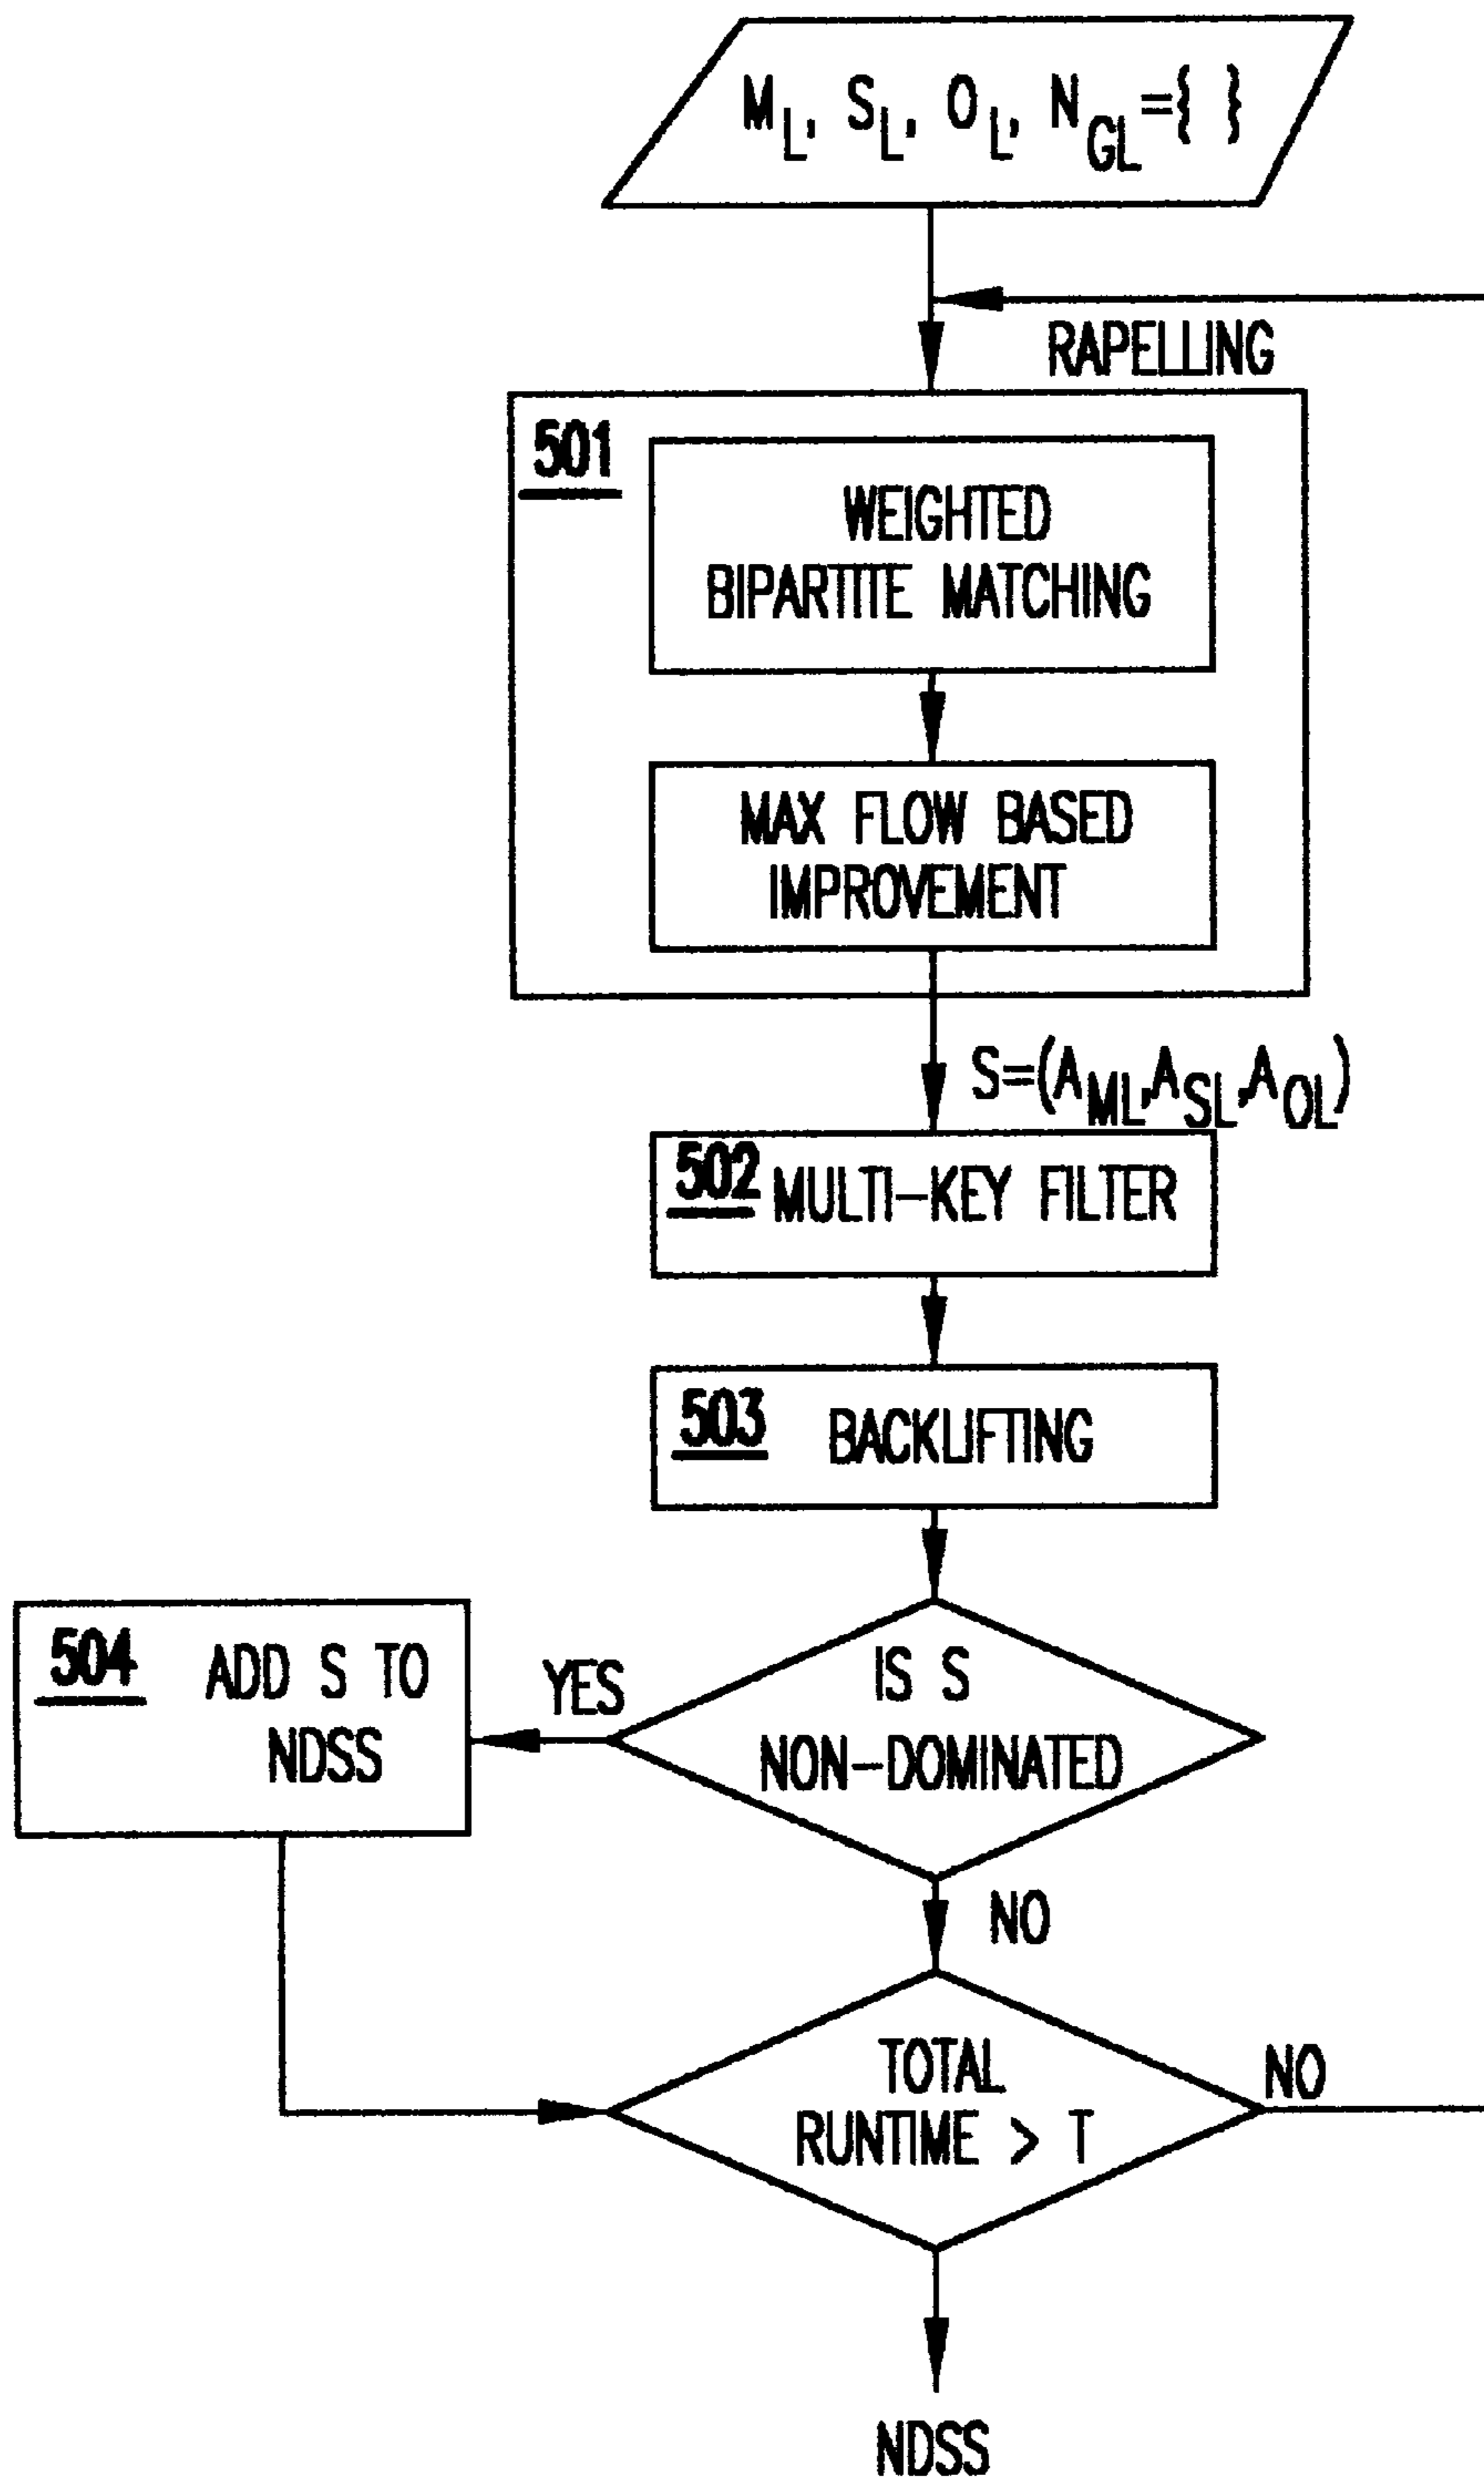 M_L, S_L, O_L, N_GL={ }
RAPELLING
501
WEIGHTED
BIPARTITE MATCHING
MAX FLOW BASED
IMPROVEMENT
S=(A_ML,A_SL,A_OL)
502 MULTI-KEY FILTER
503 BACKLIFTING
IS S
NON-DOMINATED
YES
504 ADD S TO
NDSS
NO
TOTAL
RUNTIME > T
NO
NDSS